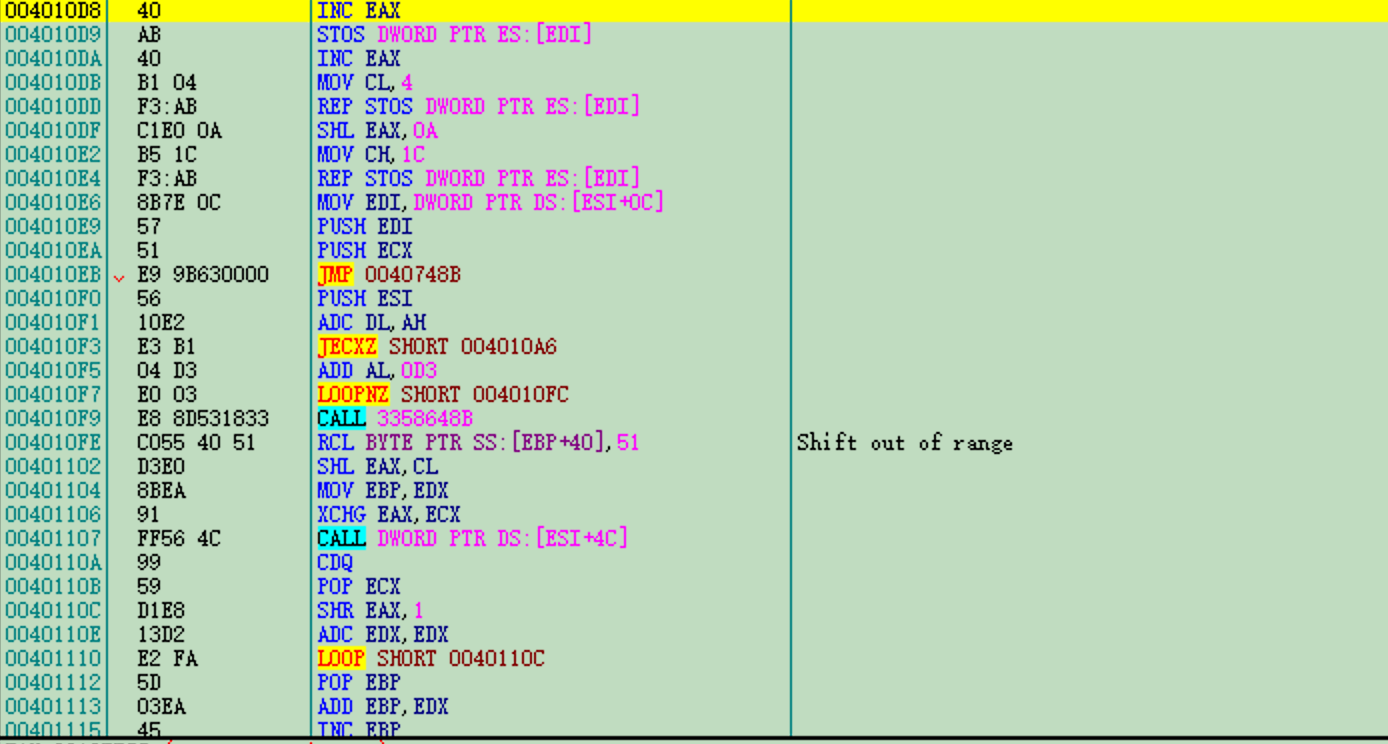 004010D8 40 INC EAX
004010D9 AB STOS DWORD PTR ES:[EDI]
004010DA 40 INC EAX
004010DB B1 04 MOV CL,4
004010DD F3:AB REP STOS DWORD PTR ES:[EDI]
004010DF C1E0 0A SHL EAX,0A
004010E2 B5 1C MOV CH,1C
004010E4 F3:AB REP STOS DWORD PTR ES:[EDI]
004010E6 8B7E 0C MOV EDI,DWORD PTR DS:[ESI+0C]
004010E9 57 PUSH EDI
004010EA 51 PUSH ECX
004010EB E9 9B630000 JMP 0040748B
004010F0 56 PUSH ESI
004010F1 10E2 ADC DL,AH
004010F3 E3 B1 JECXZ SHORT 004010A6
004010F5 04 D3 ADD AL,0D3
004010F7 E0 03 LOOPNZ SHORT 004010FC
004010F9 E8 8D531833 CALL 3358648B
004010FE C055 40 51 RCL BYTE PTR SS:[EBP+40],51 Shift out of range
00401102 D3E0 SHL EAX,CL
00401104 8BEA MOV EBP,EDX
00401106 91 XCHG EAX,ECX
00401107 FF56 4C CALL DWORD PTR DS:[ESI+4C]
0040110A 99 CDQ
0040110B 59 POP ECX
0040110C D1E8 SHR EAX,1
0040110E 13D2 ADC EDX,EDX
00401110 E2 FA LOOP SHORT 0040110C
00401112 5D POP EBP
00401113 03EA ADD EBP,EDX
00401115 45 INC EBP